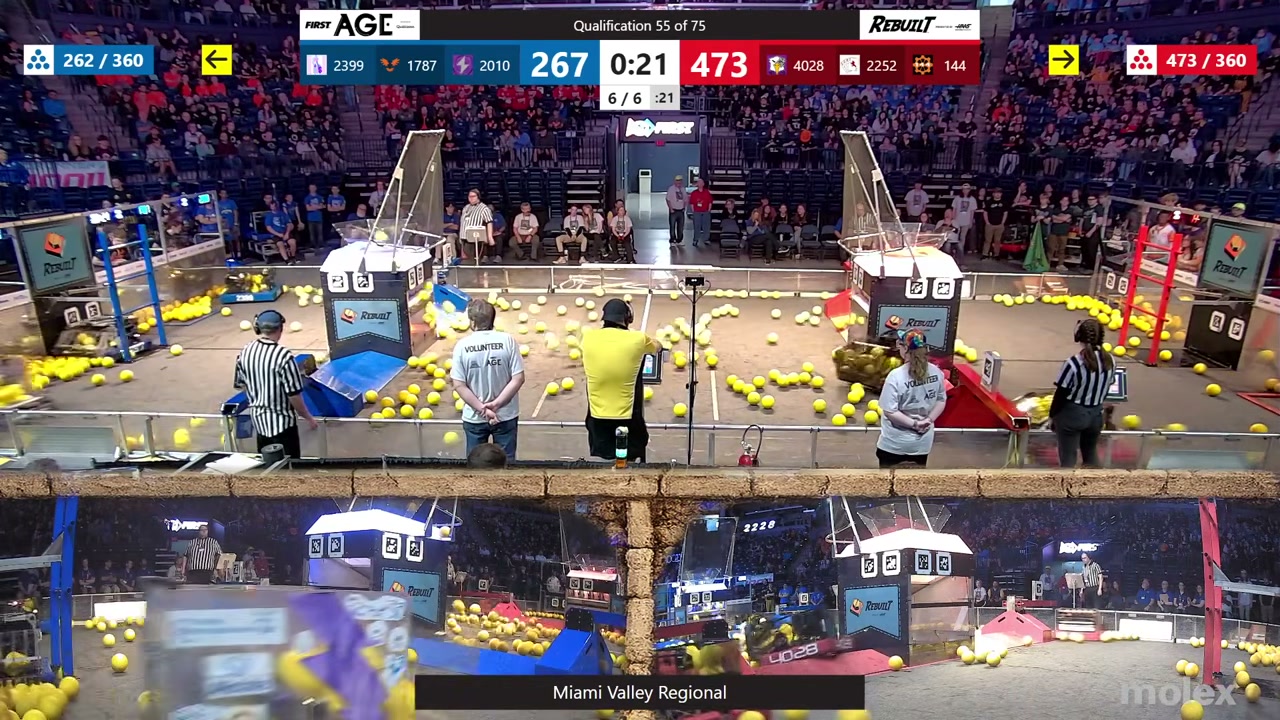 FIRST AGE
Qualification 55 of 75
REBUILT
262 / 360
2399 1787 2010 267 0:21 473 4028 2252 144
473 / 360
6 / 6 :21
FIRST
REBUILT
REBUILT
REBUILT
REBUILT
VOLUNTEER
AGE
VOLUNTEER
AGE
2228
REBUILT
REBUILT
4028
Miami Valley Regional
molex